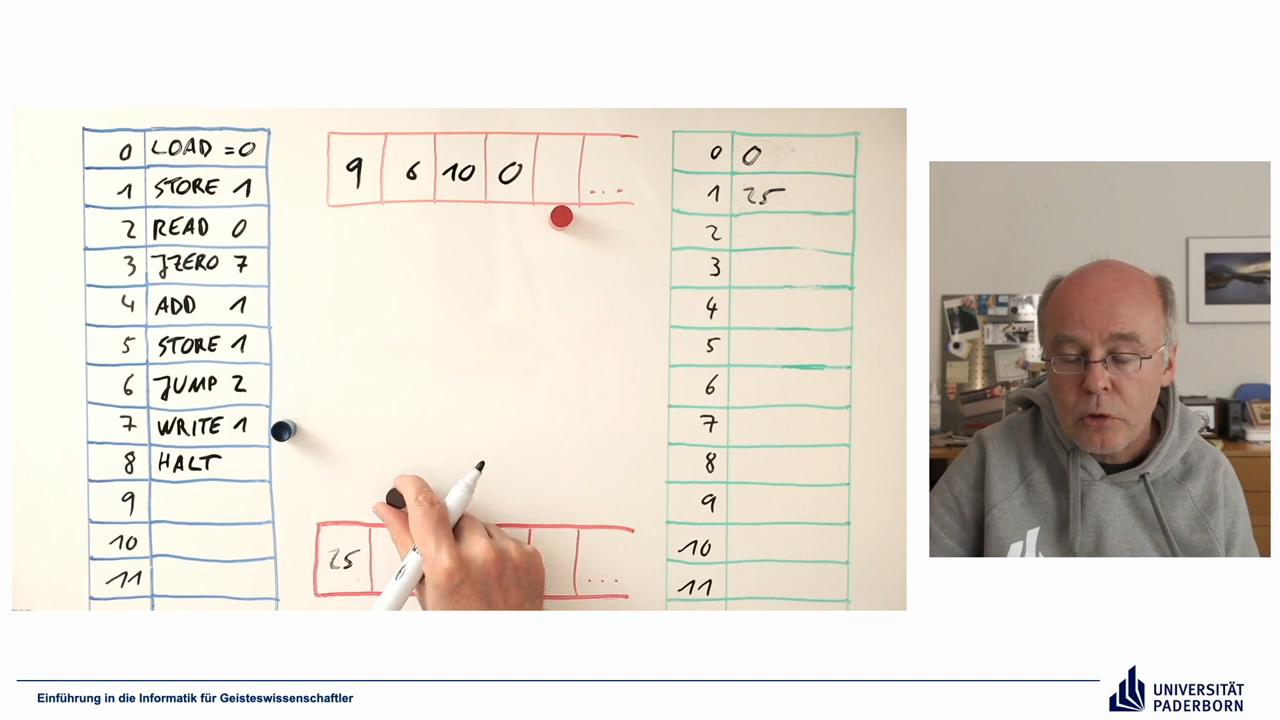 0 LOAD =0
1 STORE 1
2 READ 0
3 JZERO 7
4 ADD 1
5 STORE 1
6 JUMP 2
7 WRITE 1
8 HALT
9
10
11
9 6 10 0 ...
25 ...
0 0
1 25
2
3
4
5
6
7
8
9
10
11
Einführung in die Informatik für Geisteswissenschaftler
UNIVERSITÄT
PADERBORN